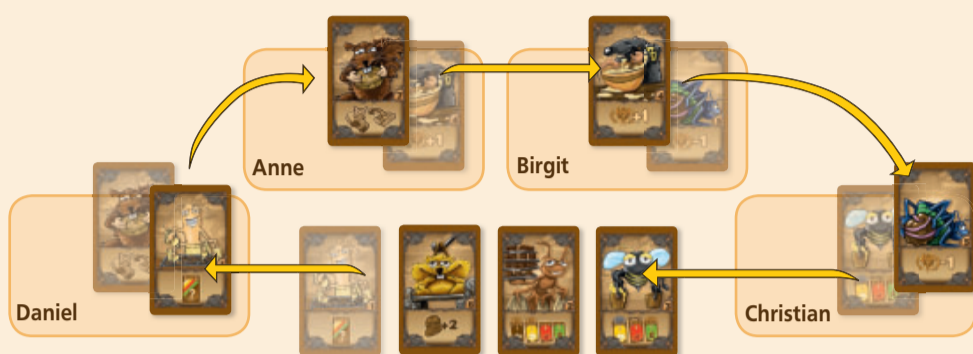 Anne
Birgit
Daniel
Christian
+1
+1
-1
-1
+2